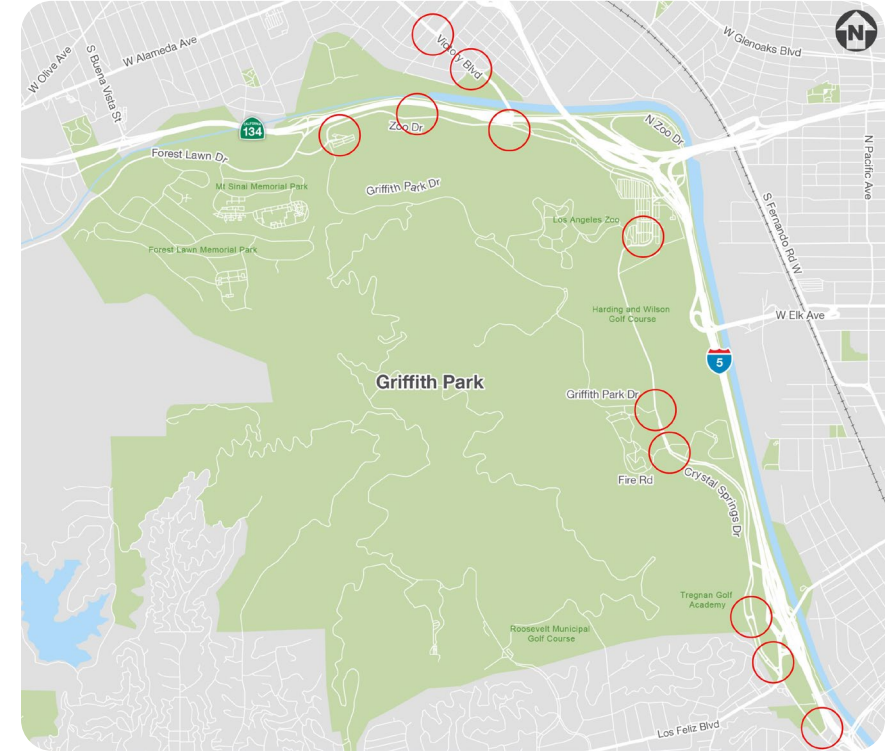 N
W Glenoaks Blvd
W Olive Ave
S Buena Vista St
W Alameda Ave
Victory Blvd
CALIFORNIA
134
Zoo Dr
N Zoo Dr
Forest Lawn Dr
N Pacific Ave
Griffith Park Dr
Mt Sinai Memorial Park
S Fernando Rd W
Los Angeles Zoo
Forest Lawn Memorial Park
Harding and Wilson
Golf Course
W Elk Ave
5
Griffith Park
Griffith Park Dr
Fire Rd
Crystal Springs Dr
Tregnan Golf
Academy
Roosevelt Municipal
Golf Course
Los Feliz Blvd